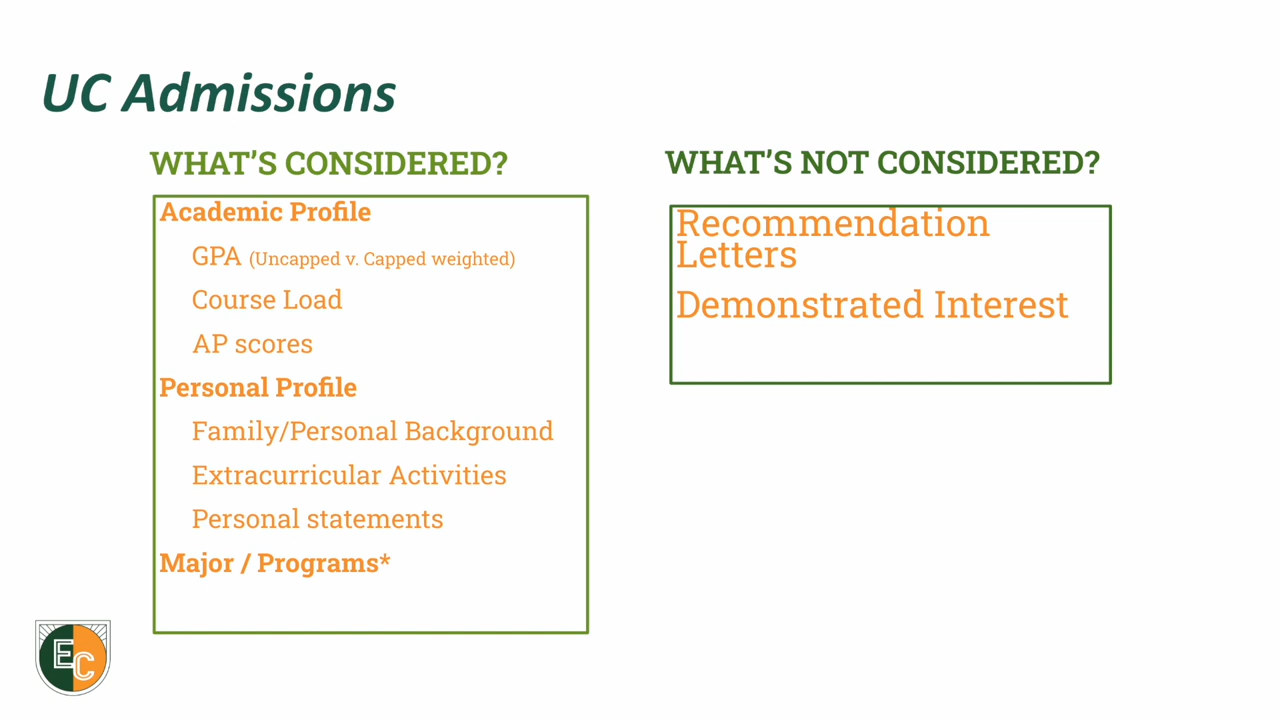 UC Admissions
WHAT'S CONSIDERED?
Academic Profile
GPA (Uncapped v. Capped weighted)
Course Load
AP scores
Personal Profile
Family/Personal Background
Extracurricular Activities
Personal statements
Major / Programs*
WHAT'S NOT CONSIDERED?
Recommendation
Letters
Demonstrated Interest
EC